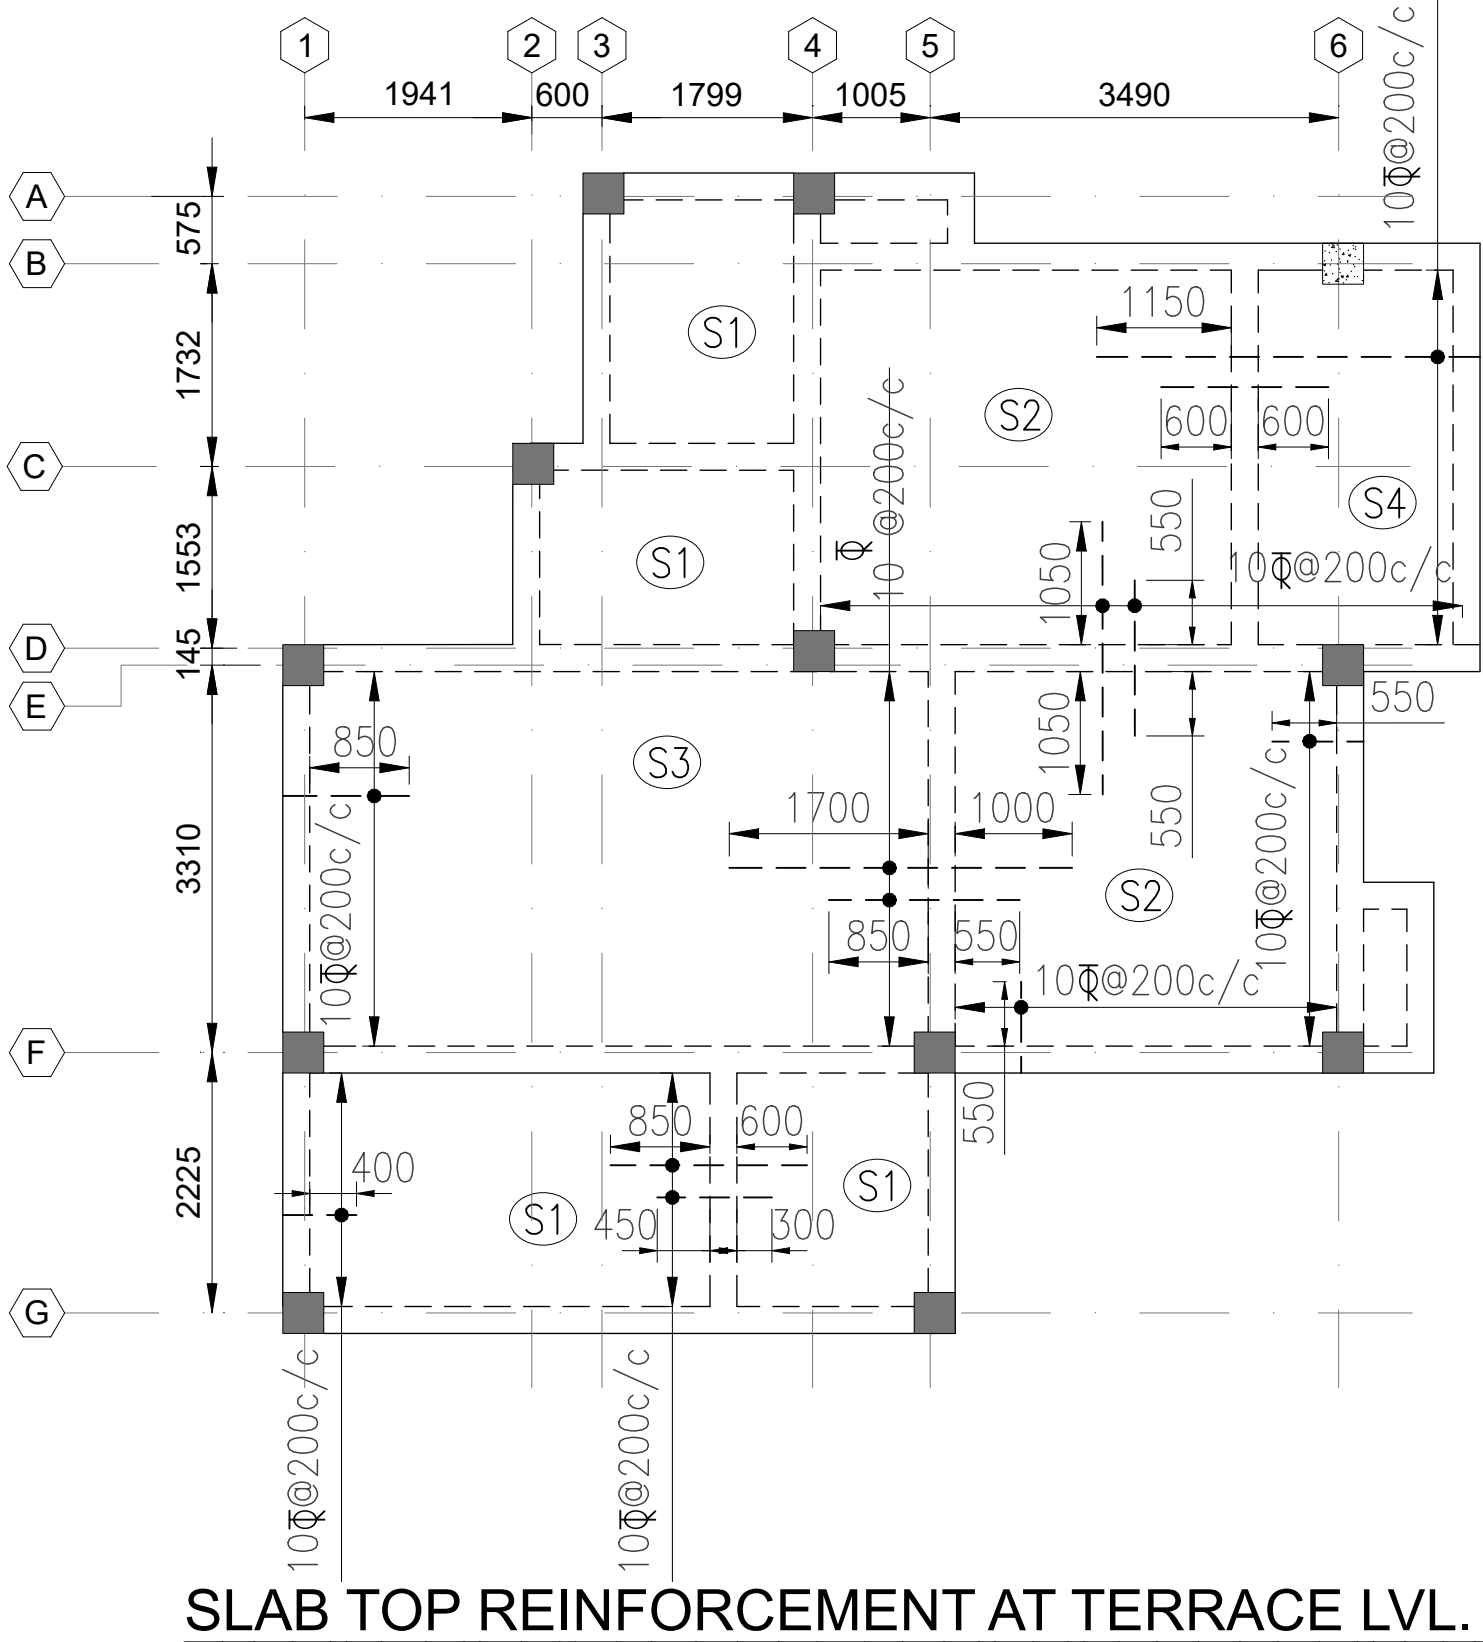 1 2 3 4 5 6
1941 600 1799 1005 3490
10Φ@200c/c
A
575
B
1732
C
1553
D
145
E
3310
F
2225
G
S1
1150
S2
600 600
S4
10 Φ @200c/c
550
1050
10Φ@200c/c
S1
550
850
S3
1050
1700 1000
550
10Φ@200c/c
10Φ@200c/c
S2
850 550
10Φ@200c/c
550
850 600
400
S1
S1
450 300
10Φ@200c/c
10Φ@200c/c
SLAB TOP REINFORCEMENT AT TERRACE LVL.